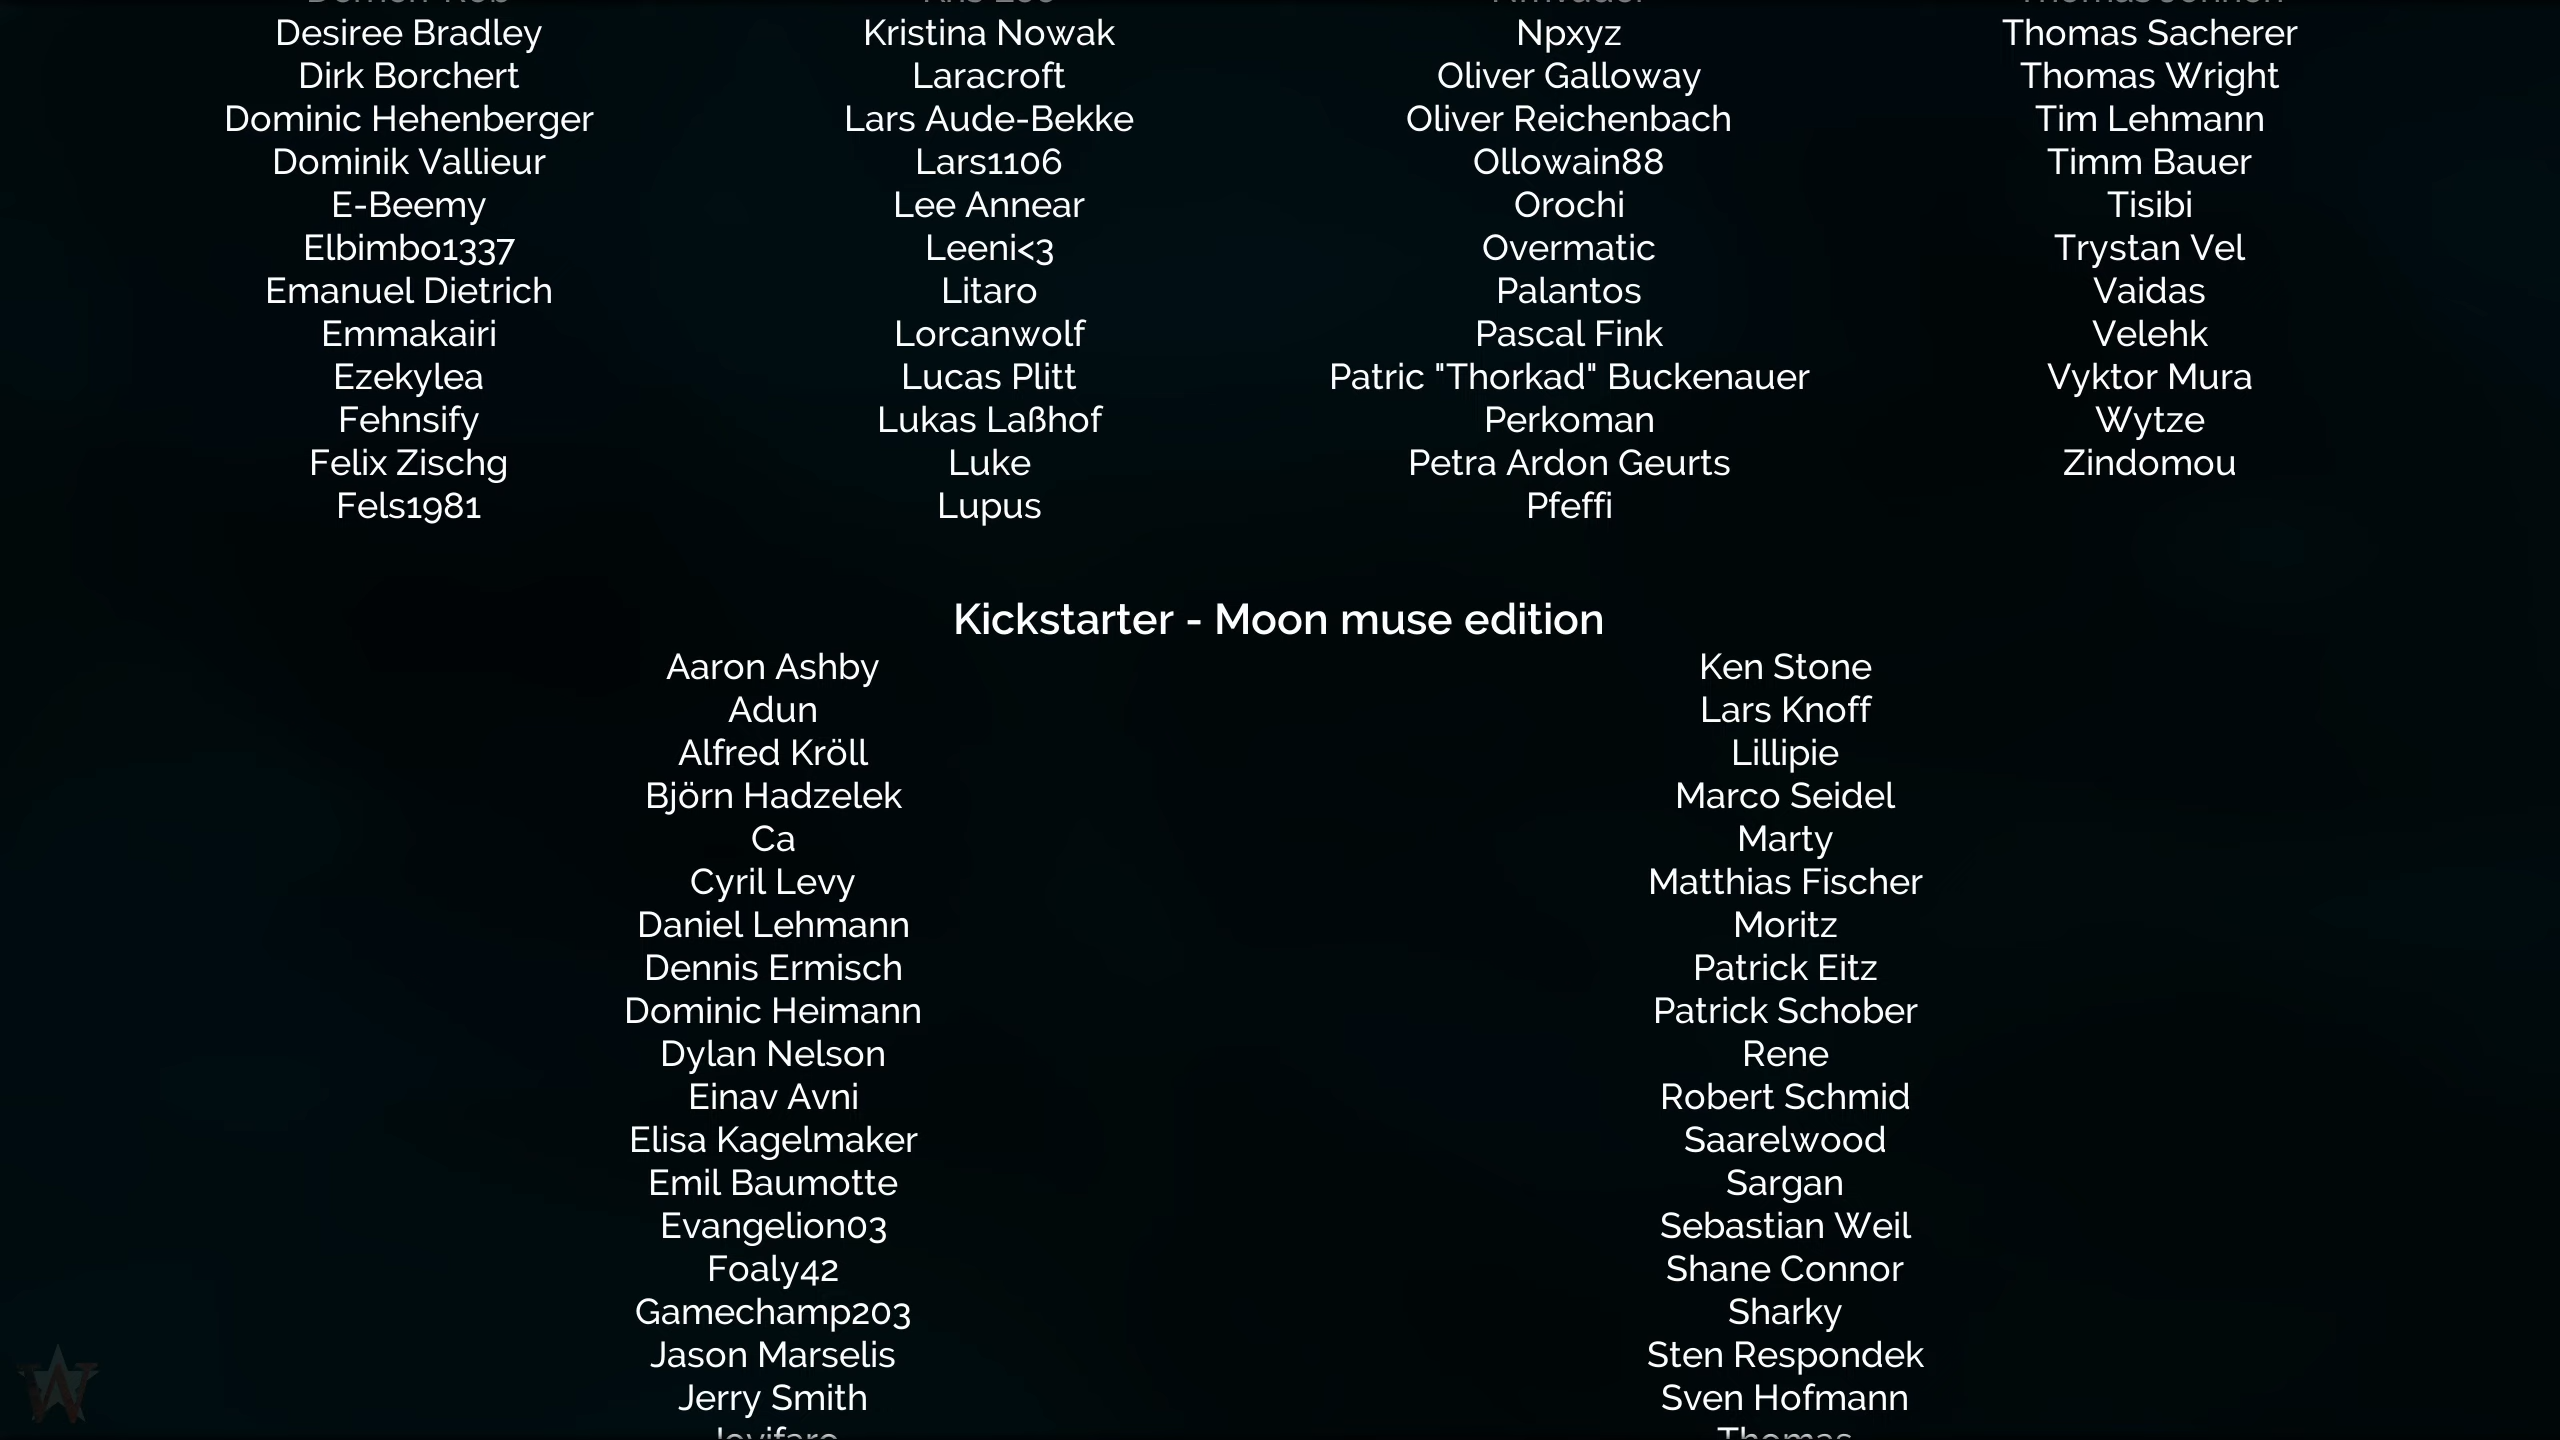 Desiree Bradley
Dirk Borchert
Dominic Hehenberger
Dominik Vallieur
E-Beemy
Elbimbo1337
Emanuel Dietrich
Emmakairi
Ezekylea
Fehnsify
Felix Zischg
Fels1981
Kristina Nowak
Laracroft
Lars Aude-Bekke
Lars1106
Lee Annear
Leeni<3
Litaro
Lorcanwolf
Lucas Plitt
Lukas Laßhof
Luke
Lupus
Npxyz
Oliver Galloway
Oliver Reichenbach
Ollowain88
Orochi
Overmatic
Palantos
Pascal Fink
Patric "Thorkad" Buckenauer
Perkoman
Petra Ardon Geurts
Pfeffi
Thomas Sacherer
Thomas Wright
Tim Lehmann
Timm Bauer
Tisibi
Trystan Vel
Vaidas
Velehk
Vyktor Mura
Wytze
Zindomou
Kickstarter - Moon muse edition
Aaron Ashby
Adun
Alfred Kröll
Björn Hadzelek
Ca
Cyril Levy
Daniel Lehmann
Dennis Ermisch
Dominic Heimann
Dylan Nelson
Einav Avni
Elisa Kagelmaker
Emil Baumotte
Evangelion03
Foaly42
Gamechamp203
Jason Marselis
Jerry Smith
Ken Stone
Lars Knoff
Lillipie
Marco Seidel
Marty
Matthias Fischer
Moritz
Patrick Eitz
Patrick Schober
Rene
Robert Schmid
Saarelwood
Sargan
Sebastian Weil
Shane Connor
Sharky
Sten Respondek
Sven Hofmann
Thomas